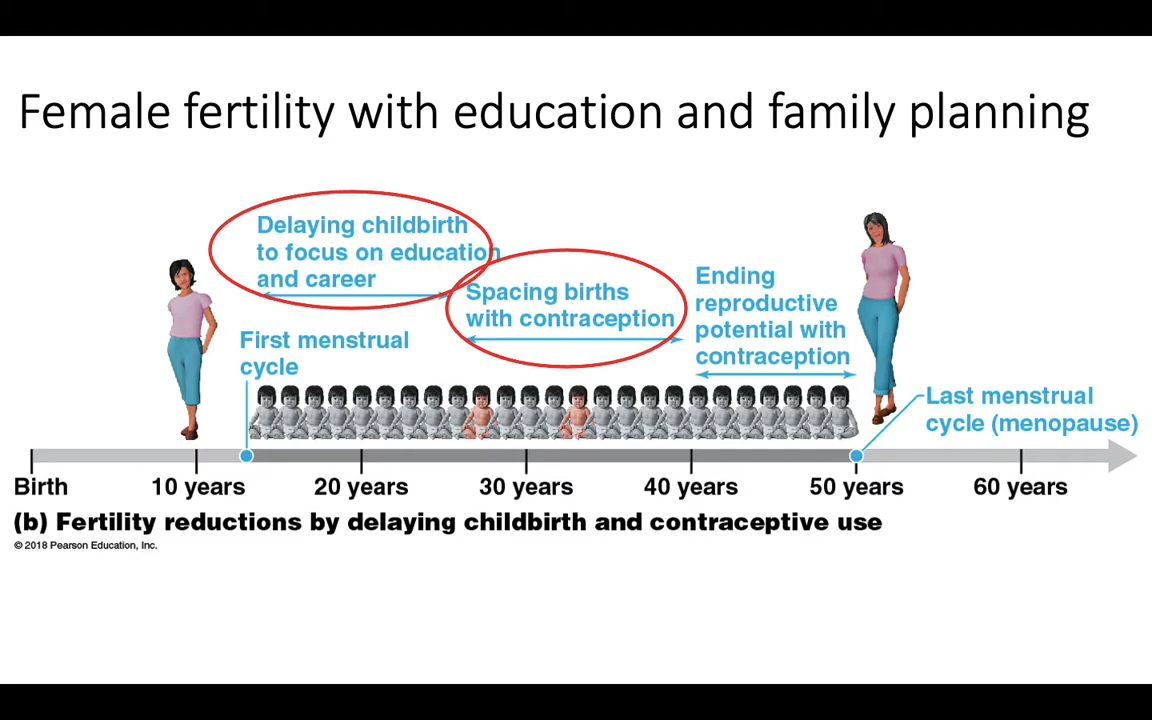 Female fertility with education and family planning
Delaying childbirth
to focus on education
and career
Spacing births
with contraception
Ending
reproductive
potential with
contraception
First menstrual
cycle
Last menstrual
cycle (menopause)
Birth
10 years
20 years
30 years
40 years
50 years
60 years
(b) Fertility reductions by delaying childbirth and contraceptive use
© 2018 Pearson Education, Inc.